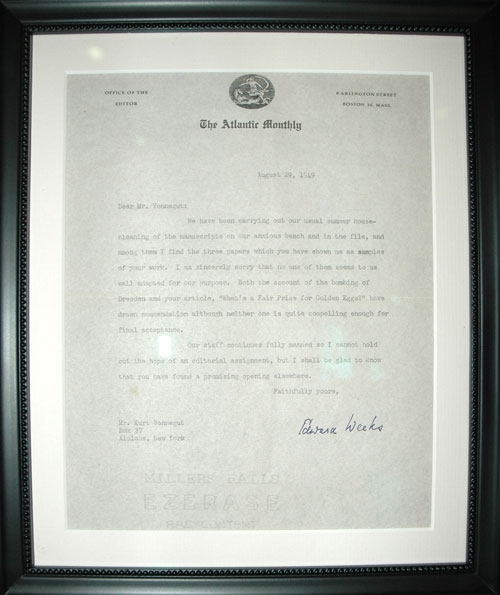 OFFICE OF THE
EDITOR
8 ARLINGTON STREET
BOSTON 16, MASS.
The Atlantic Monthly
August 29, 1949
Dear Mr. Vonnegut:
We have been carrying out our usual summer house-
cleaning of the manuscripts on our anxious bench and in the file, and
among them I find the three papers which you have shown us as samples
of your work. I am sincerely sorry that no one of them seems to us
well adapted for our purpose. Both the account of the bombing of
Dresden and your article, "What's a Fair Price for Golden Eggs?" have
drawn commendation although neither one is quite compelling enough for
final acceptance.
Our staff continues fully manned so I cannot hold
out the hope of an editorial assignment, but I shall be glad to know
that you have found a promising opening elsewhere.
Faithfully yours,
Edward Weeks
Mr. Kurt Vonnegut
Box 37
Alplaus, New York
MILLERS FALLS
EZERASE